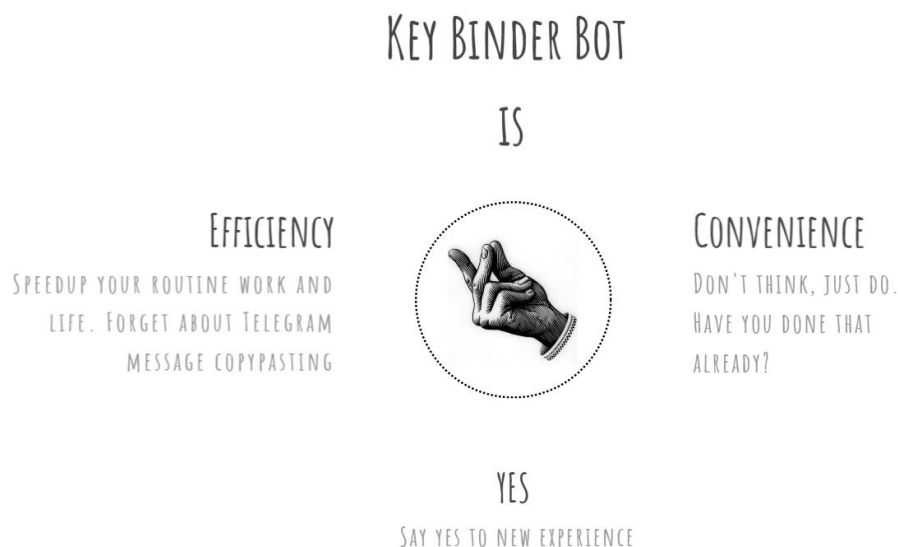 Key Binder Bot
is
Efficiency
Speedup your routine work and
life. Forget about Telegram
message copypasting
Convenience
Don't think, just do.
Have you done that
already?
Yes
Say yes to new experience